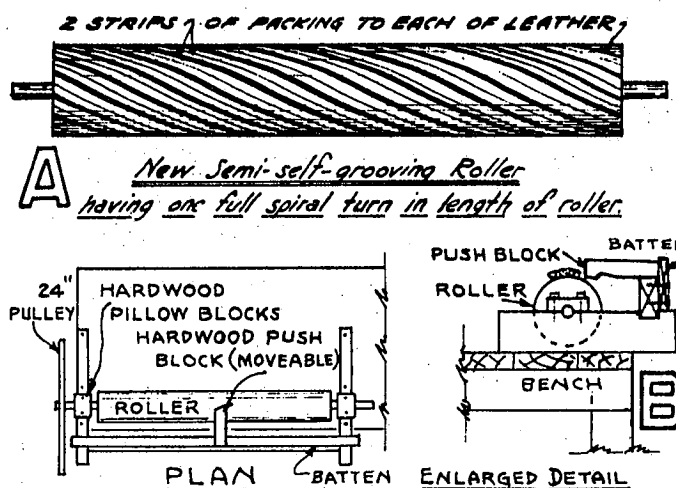 2 STRIPS OF PACKING TO EACH OF LEATHER
A
New Semi-self-grooving Roller
having one full spiral turn in length of roller.
24"
PULLEY
HARDWOOD
PILLOW BLOCKS
HARDWOOD PUSH
BLOCK (MOVEABLE)
ROLLER
PLAN
BATTEN
BATTEN
PUSH BLOCK
ROLLER
BENCH
B
ENLARGED DETAIL